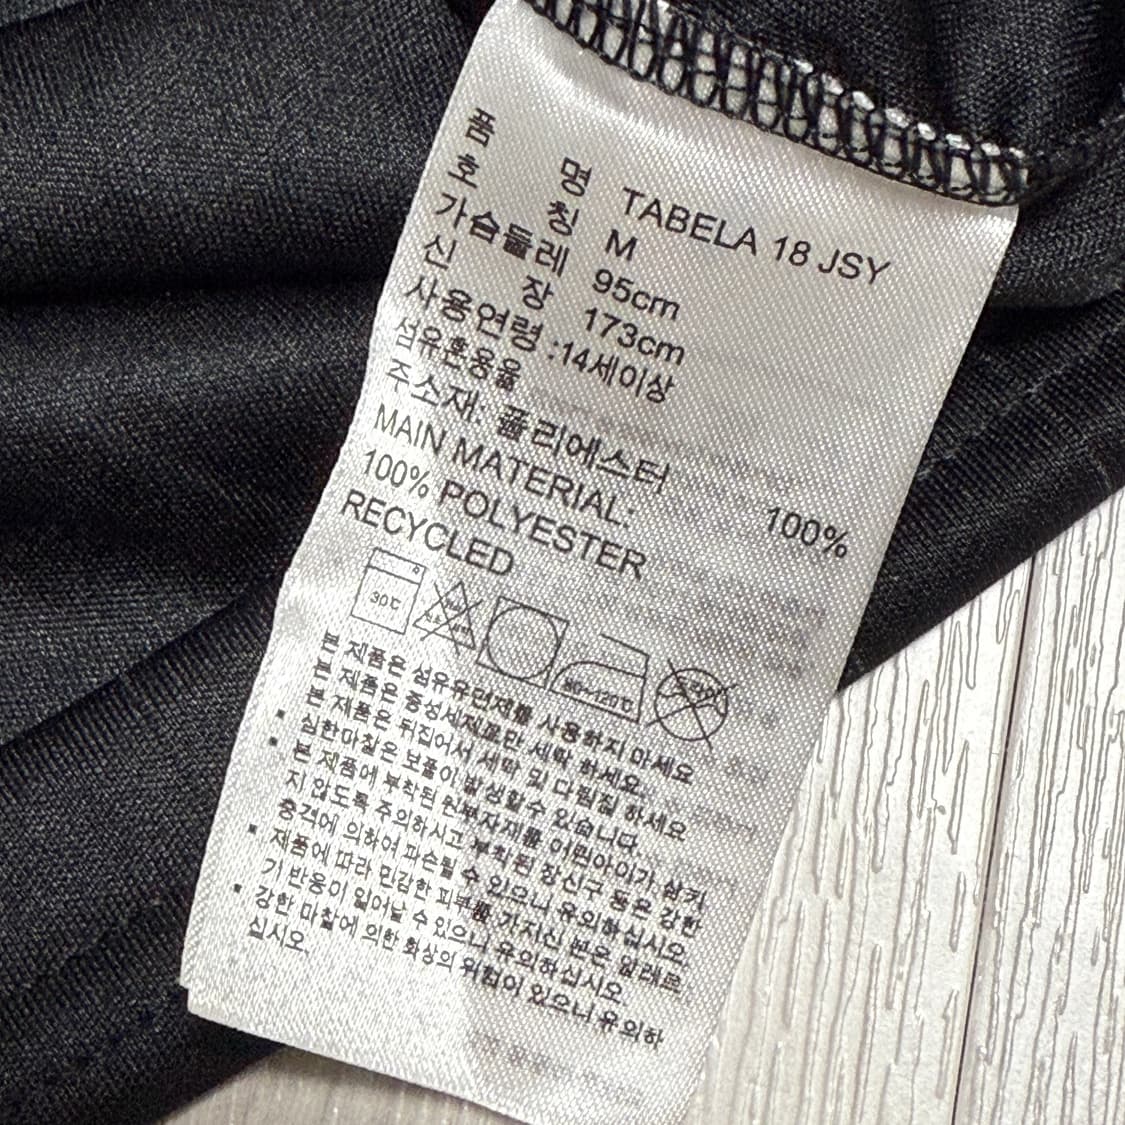 품 명 TABELA 18 JSY
호 칭 M
가슴둘레 95cm
신 장 173cm
사용연령 :14세이상
섬유혼용율
주소재: 폴리에스터 100%
MAIN MATERIAL:
100% POLYESTER
RECYCLED
30℃ 80~120℃ 드라이
본 제품은 섬유유연제를 사용하지 마세요
본 제품은 중성세제로만 세탁 하세요
본 제품은 뒤집어서 세탁 및 다림질 하세요
▪ 심한마찰은 보풀이 발생할수 있습니다.
▪ 본 제품에 부착된 원부자재를 어린아이가 삼키
지 않도록 주의하시고 부착된 장신구 등은 강한
충격에 의하여 파손될 수 있으니 유의하십시오.
▪ 제품에 따라 민감한 피부를 가지신 분은 알레르
기 반응이 일어날 수 있으니 유의하십시오
▪ 강한 마찰에 의한 화상의 위험이 있으니 유의하
십시오.